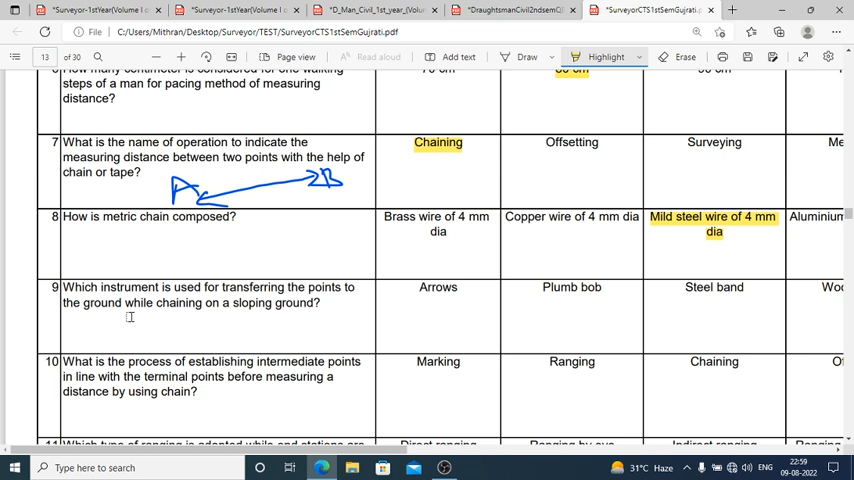 *Surveyor-1stYear(Volume I o
*Surveyor-1stYear(Volume I o
*D_Man_Civil_1st_year_(Volum
*DraughtsmanCivil2ndsemQB
*SurveyorCTS1stSemGujrati.p
File C:/Users/Mithran/Desktop/Surveyor/TEST/SurveyorCTS1stSemGujrati.pdf
13 of 30 Page view Read aloud Add text Draw Highlight Erase
steps of a man for pacing method of measuring
distance?
7 What is the name of operation to indicate the
measuring distance between two points with the help of
chain or tape?
Chaining
Offsetting
Surveying
Me
A B
8 How is metric chain composed?
Brass wire of 4 mm
dia
Copper wire of 4 mm dia
Mild steel wire of 4 mm
dia
Aluminium
9 Which instrument is used for transferring the points to
the ground while chaining on a sloping ground?
Arrows
Plumb bob
Steel band
Woo
10 What is the process of establishing intermediate points
in line with the terminal points before measuring a
distance by using chain?
Marking
Ranging
Chaining
Of
Type here to search
31°C Haze
ENG
22:59
09-08-2022